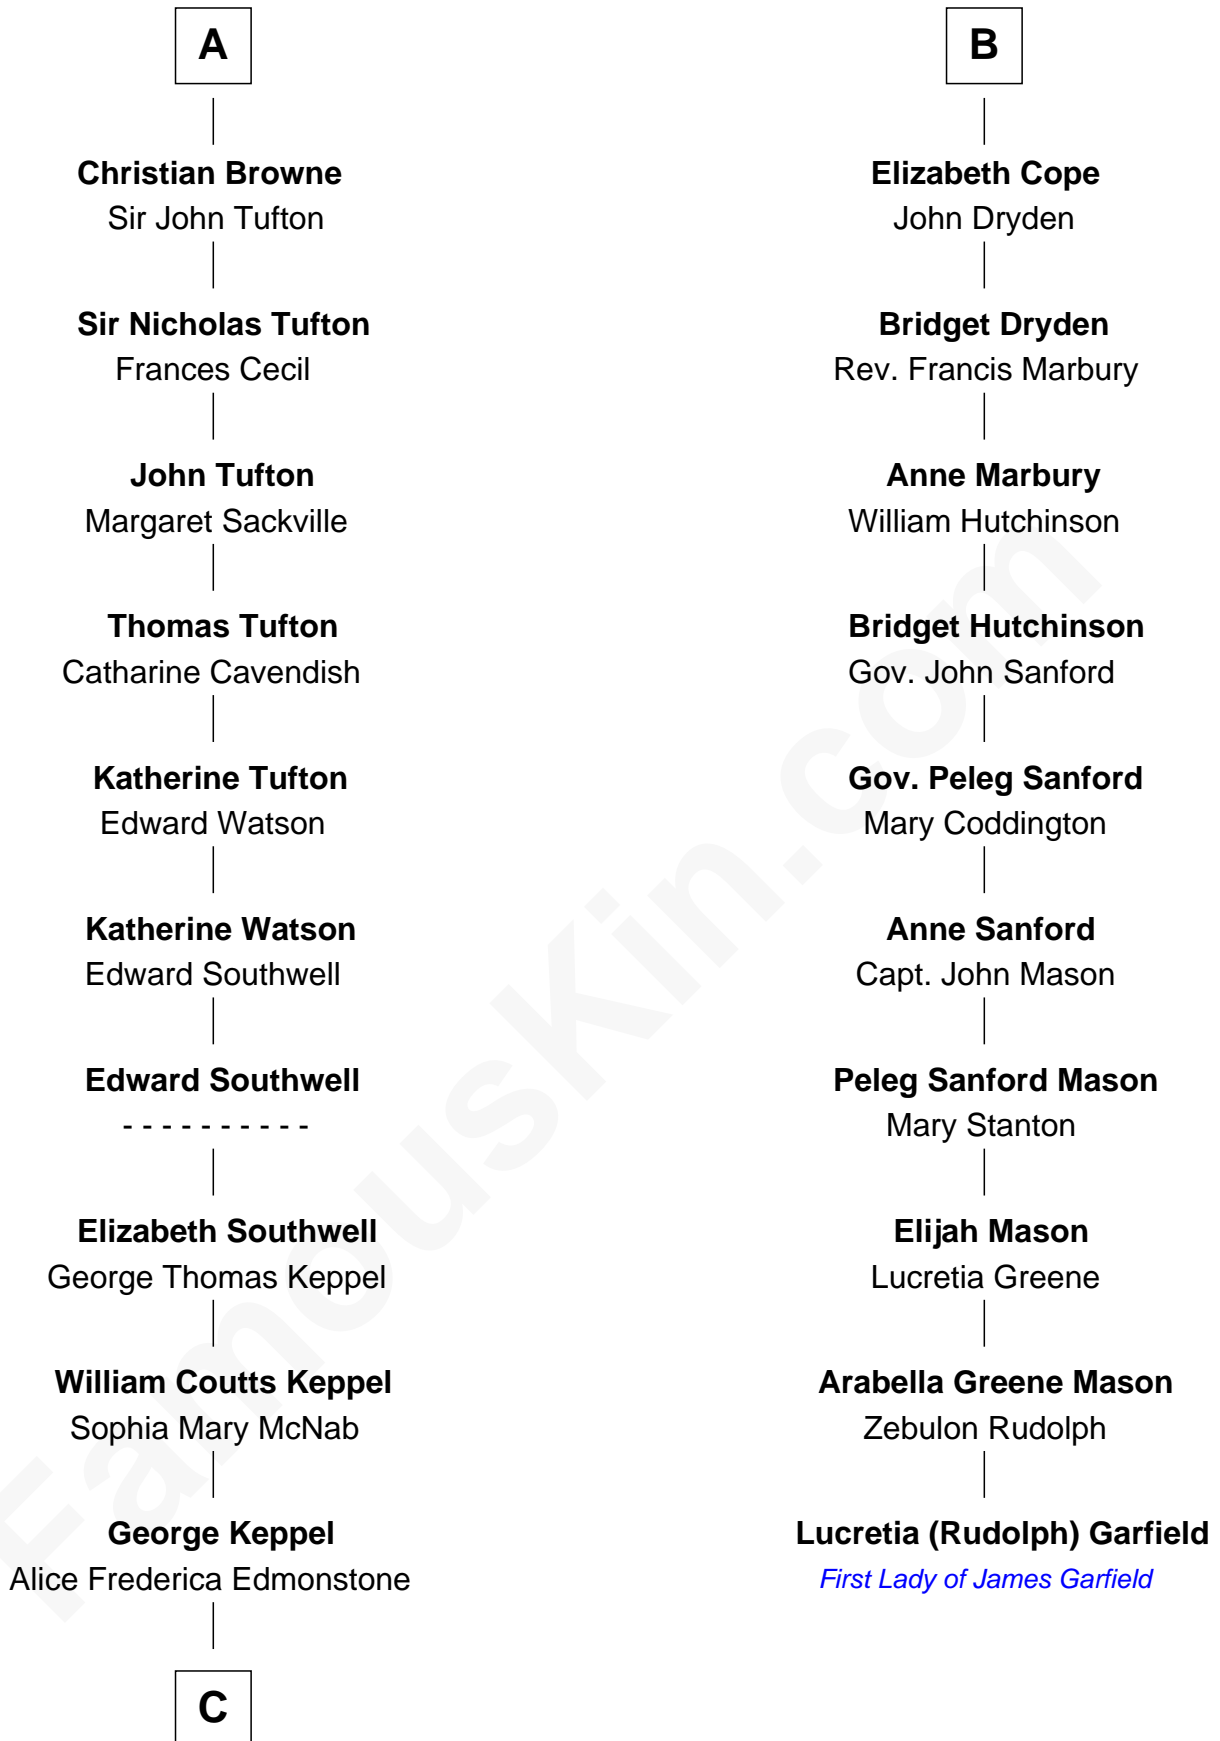 A
Christian Browne
Sir John Tufton
Sir Nicholas Tufton
Frances Cecil
John Tufton
Margaret Sackville
Thomas Tufton
Catharine Cavendish
Katherine Tufton
Edward Watson
Katherine Watson
Edward Southwell
Edward Southwell
- - - - - - - - - -
Elizabeth Southwell
George Thomas Keppel
William Coutts Keppel
Sophia Mary McNab
George Keppel
Alice Frederica Edmonstone
C
B
Elizabeth Cope
John Dryden
Bridget Dryden
Rev. Francis Marbury
Anne Marbury
William Hutchinson
Bridget Hutchinson
Gov. John Sanford
Gov. Peleg Sanford
Mary Coddington
Anne Sanford
Capt. John Mason
Peleg Sanford Mason
Mary Stanton
Elijah Mason
Lucretia Greene
Arabella Greene Mason
Zebulon Rudolph
Lucretia (Rudolph) Garfield
First Lady of James Garfield
FamousKin.com